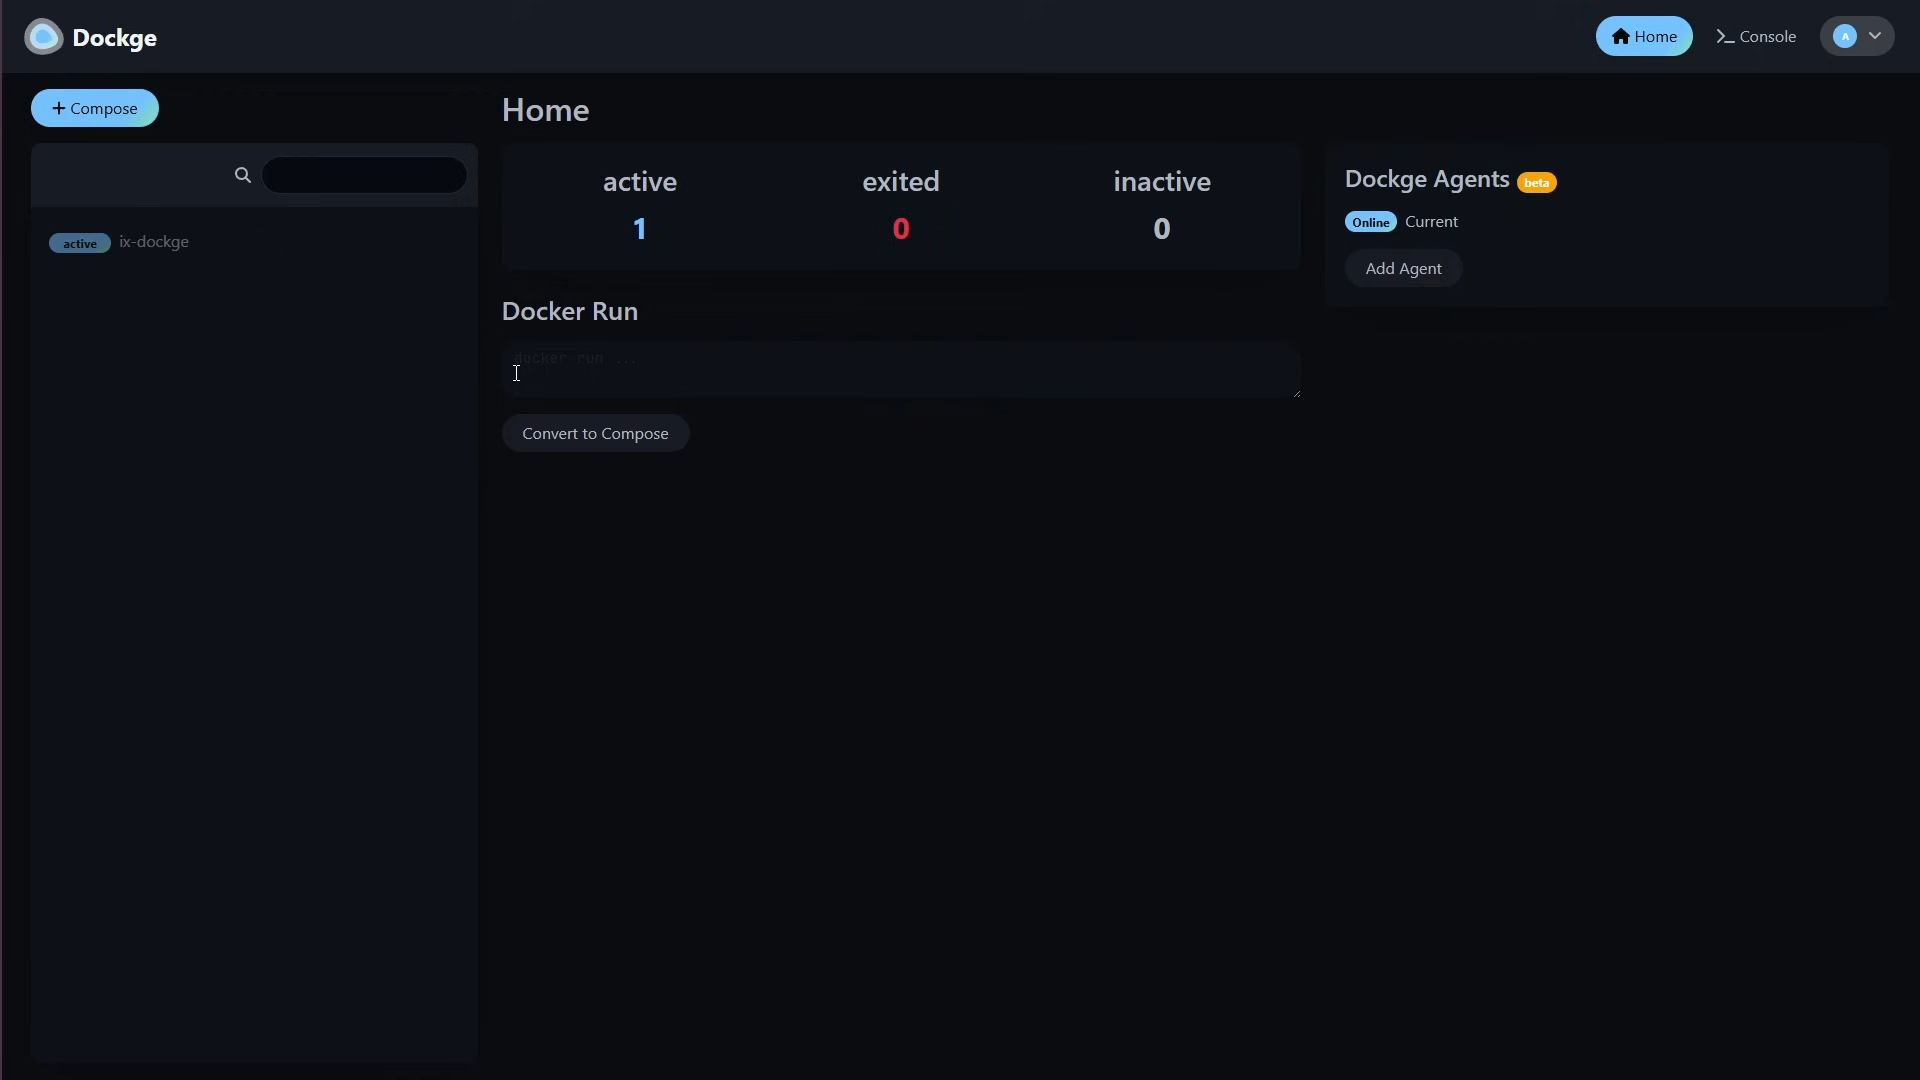 Dockge
Home
Console
A
Compose
active ix-dockge
Home
active
1
exited
0
inactive
0
Docker Run
docker run ...
Convert to Compose
Dockge Agents beta
Online Current
Add Agent